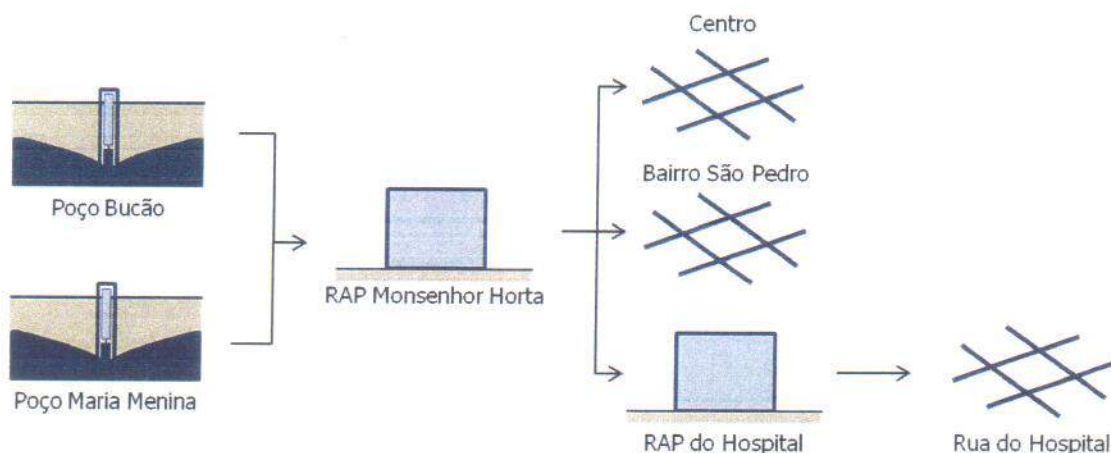 Centro
Poço Bucão
Bairro São Pedro
RAP Monsenhor Horta
Poço Maria Menina
RAP do Hospital
Rua do Hospital